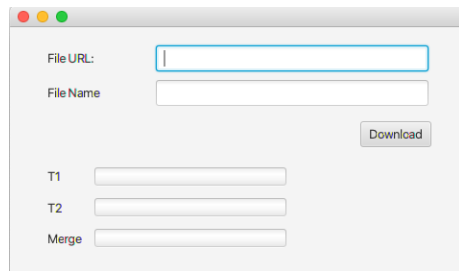 File URL:
File Name
Download
T1
T2
Merge